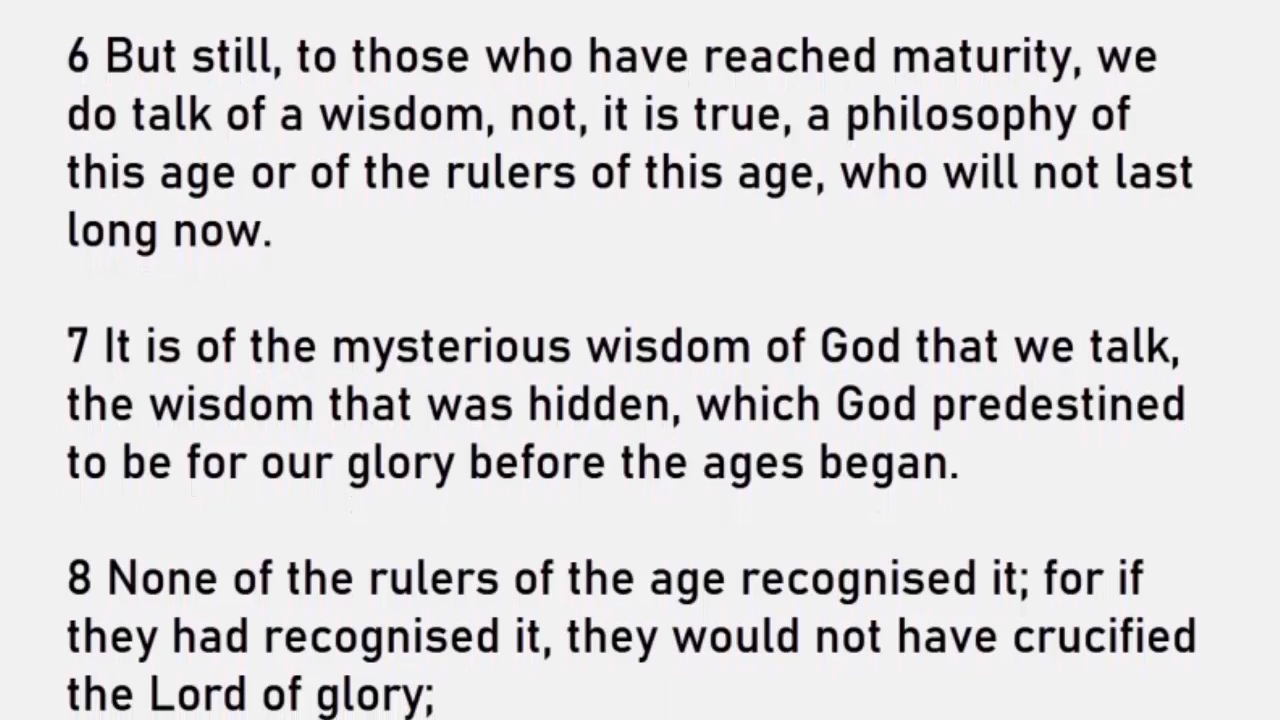 6 But still, to those who have reached maturity, we
do talk of a wisdom, not, it is true, a philosophy of
this age or of the rulers of this age, who will not last
long now.
7 It is of the mysterious wisdom of God that we talk,
the wisdom that was hidden, which God predestined
to be for our glory before the ages began.
8 None of the rulers of the age recognised it; for if
they had recognised it, they would not have crucified
the Lord of glory;